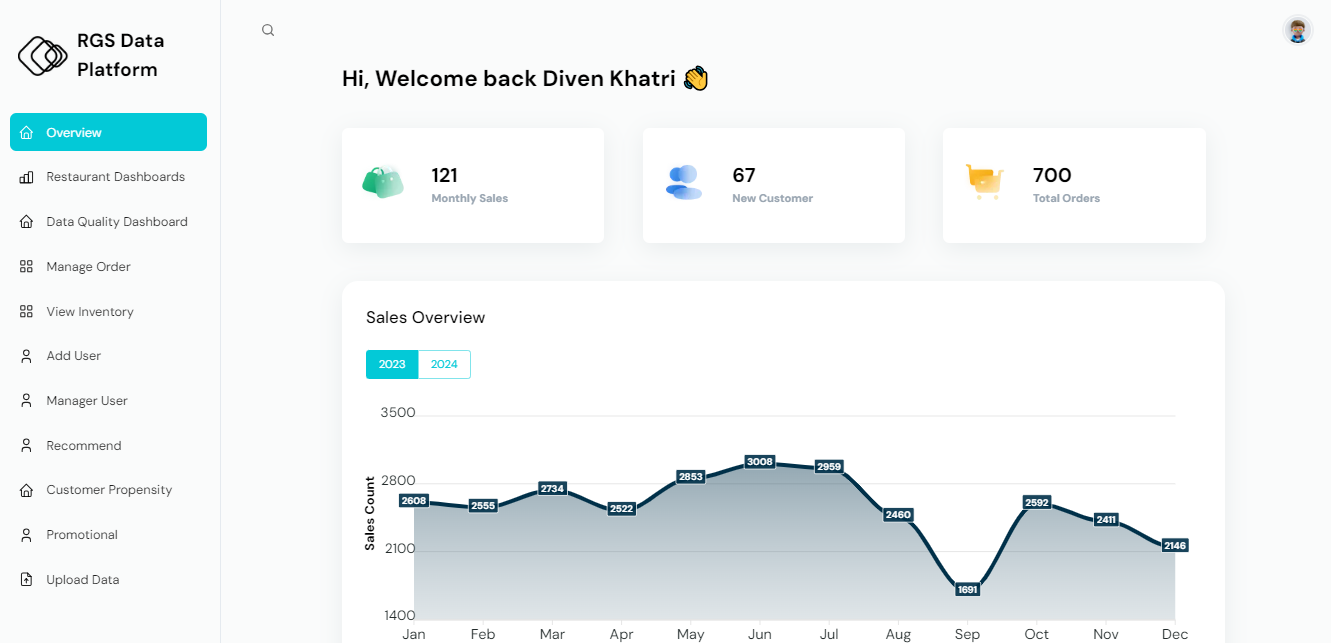 RGS Data
Platform
Overview
Restaurant Dashboards
Data Quality Dashboard
Manage Order
View Inventory
Add User
Manager User
Recommend
Customer Propensity
Promotional
Upload Data
Hi, Welcome back Diven Khatri 👋
121
Monthly Sales
67
New Customer
700
Total Orders
Sales Overview
2023 2024
3500
2800
2100
1400
Sales Count
2608 2555 2734 2522 2853 3008 2959 2460 1691 2592 2411 2146
Jan Feb Mar Apr May Jun Jul Aug Sep Oct Nov Dec